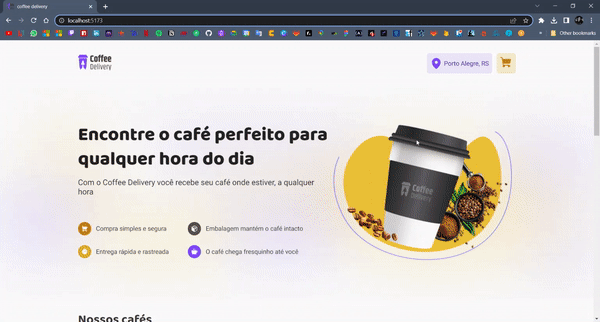 coffee delivery
localhost:5173
Other bookmarks
Coffee
Delivery
Porto Alegre, RS
Encontre o café perfeito para
qualquer hora do dia
Com o Coffee Delivery você recebe seu café onde estiver, a qualquer
hora
Coffee
Delivery
Compra simples e segura
Embalagem mantém o café intacto
Entrega rápida e rastreada
O café chega fresquinho até você
Nossos cafés